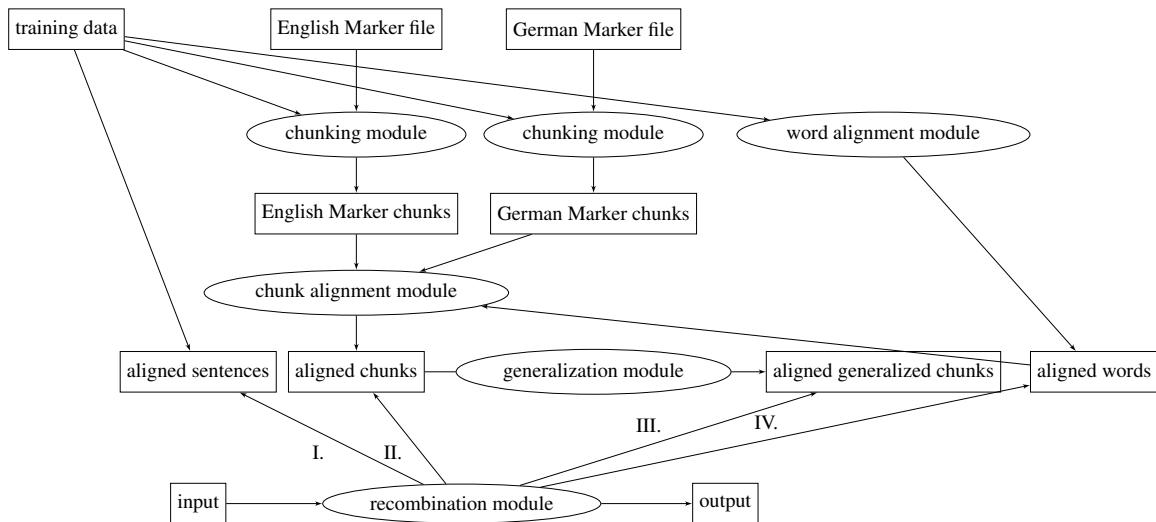 training data
English Marker file
German Marker file
chunking module
chunking module
word alignment module
English Marker chunks
German Marker chunks
chunk alignment module
aligned sentences
aligned chunks
generalization module
aligned generalized chunks
aligned words
I.
II.
III.
IV.
input
recombination module
output